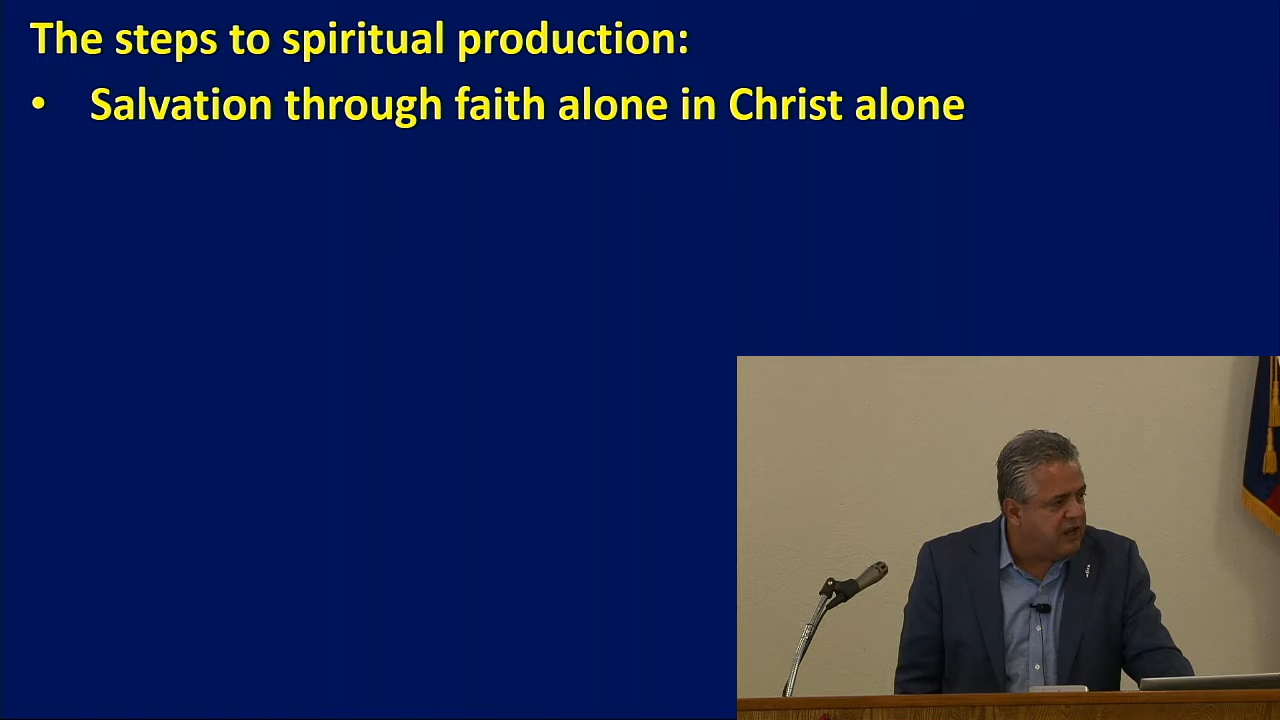 The steps to spiritual production:
• Salvation through faith alone in Christ alone